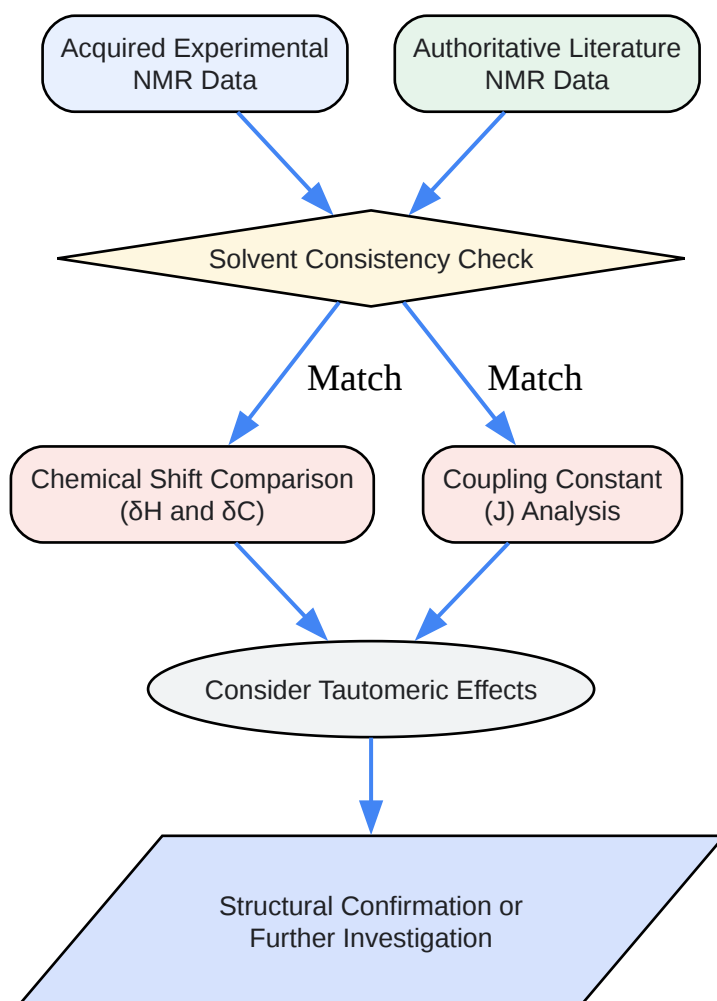 Acquired Experimental
NMR Data
Authoritative Literature
NMR Data
Solvent Consistency Check
Match
Match
Chemical Shift Comparison
(δH and δC)
Coupling Constant
(J) Analysis
Consider Tautomeric Effects
Structural Confirmation or
Further Investigation